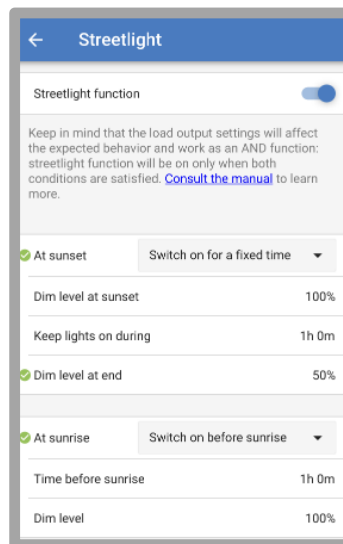 Streetlight
Streetlight function
Keep in mind that the load output settings will affect
the expected behavior and work as an AND function:
streetlight function will be on only when both
conditions are satisfied. Consult the manual to learn
more.
At sunset Switch on for a fixed time
Dim level at sunset 100%
Keep lights on during 1h 0m
Dim level at end 50%
At sunrise Switch on before sunrise
Time before sunrise 1h 0m
Dim level 100%